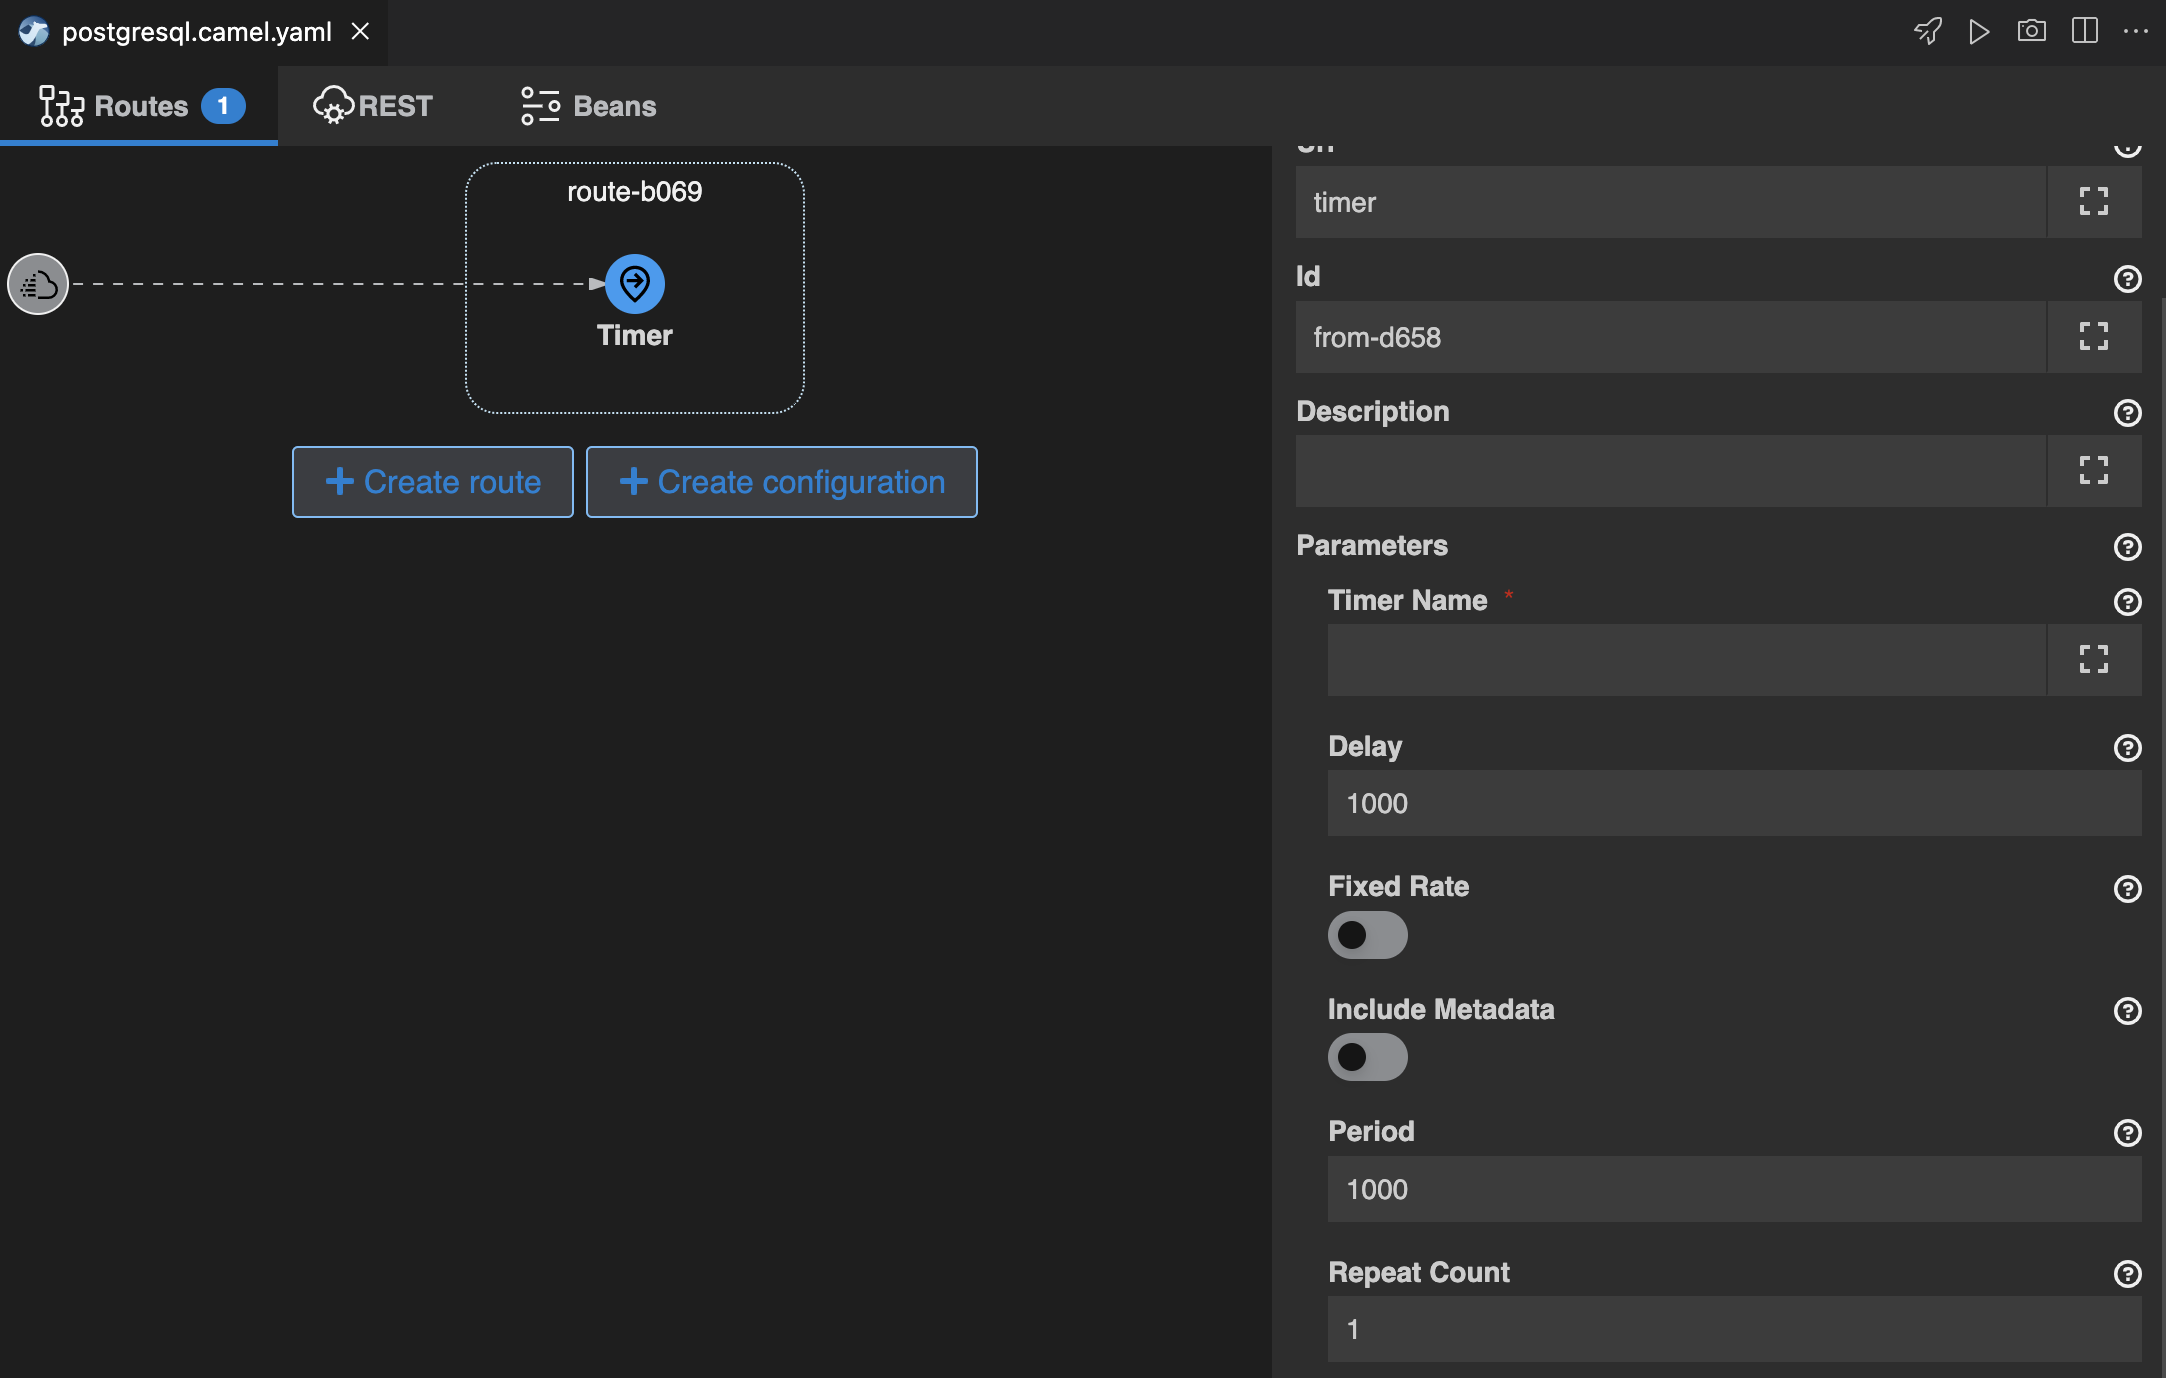 postgresql.camel.yaml
Routes 1
REST
Beans
route-b069
Timer
Create route
Create configuration
Uri
timer
Id
from-d658
Description
Parameters
Timer Name *
Delay
1000
Fixed Rate
Include Metadata
Period
1000
Repeat Count
1